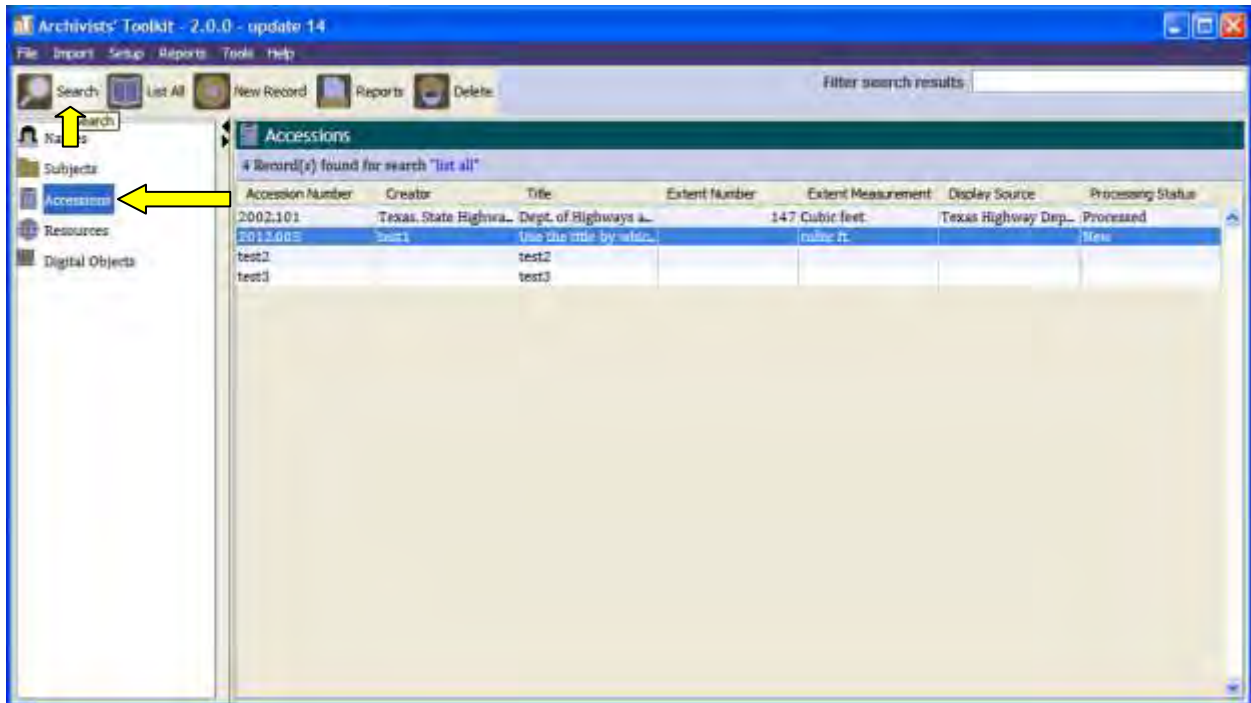 Archivists' Toolkit - 2.0.0 - update 14
File Import Setup Reports Tools Help
Search List All New Record Reports Delete Filter search results
Search
Names
Subjects
Accessions
Resources
Digital Objects
Accessions
4 Record(s) found for search "list all"
Accession Number Creator Title Extent Number Extent Measurement Display Source Processing Status
2002.101 Texas. State Highwa... Dept. of Highways a... 147 Cubic feet Texas Highway Dep... Processed
test1 Use the title by whic... cubic ft. New
test2 test2
test3 test3